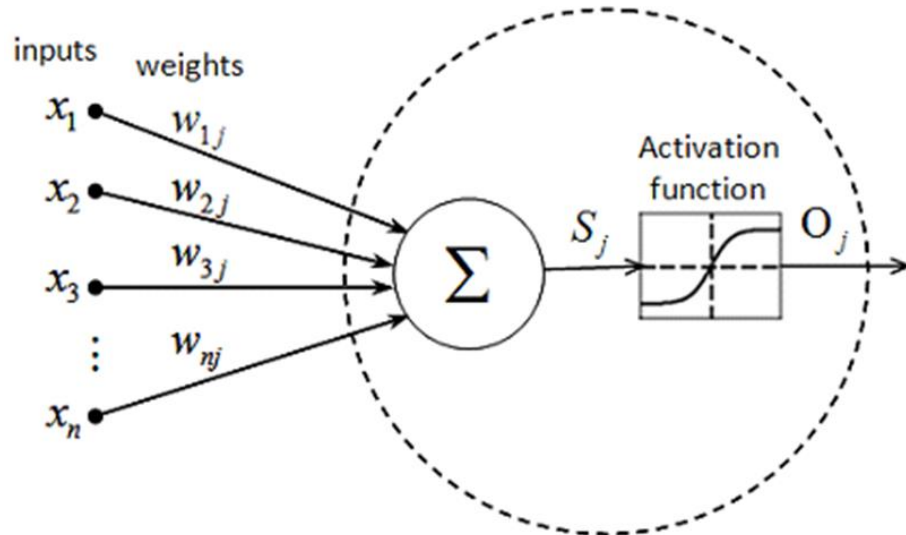 inputs
weights
x₁
w₁ⱼ
x₂
w₂ⱼ
x₃
w₃ⱼ
⋮
wₙⱼ
xₙ
Σ
Sⱼ
Activation
function
Oⱼ